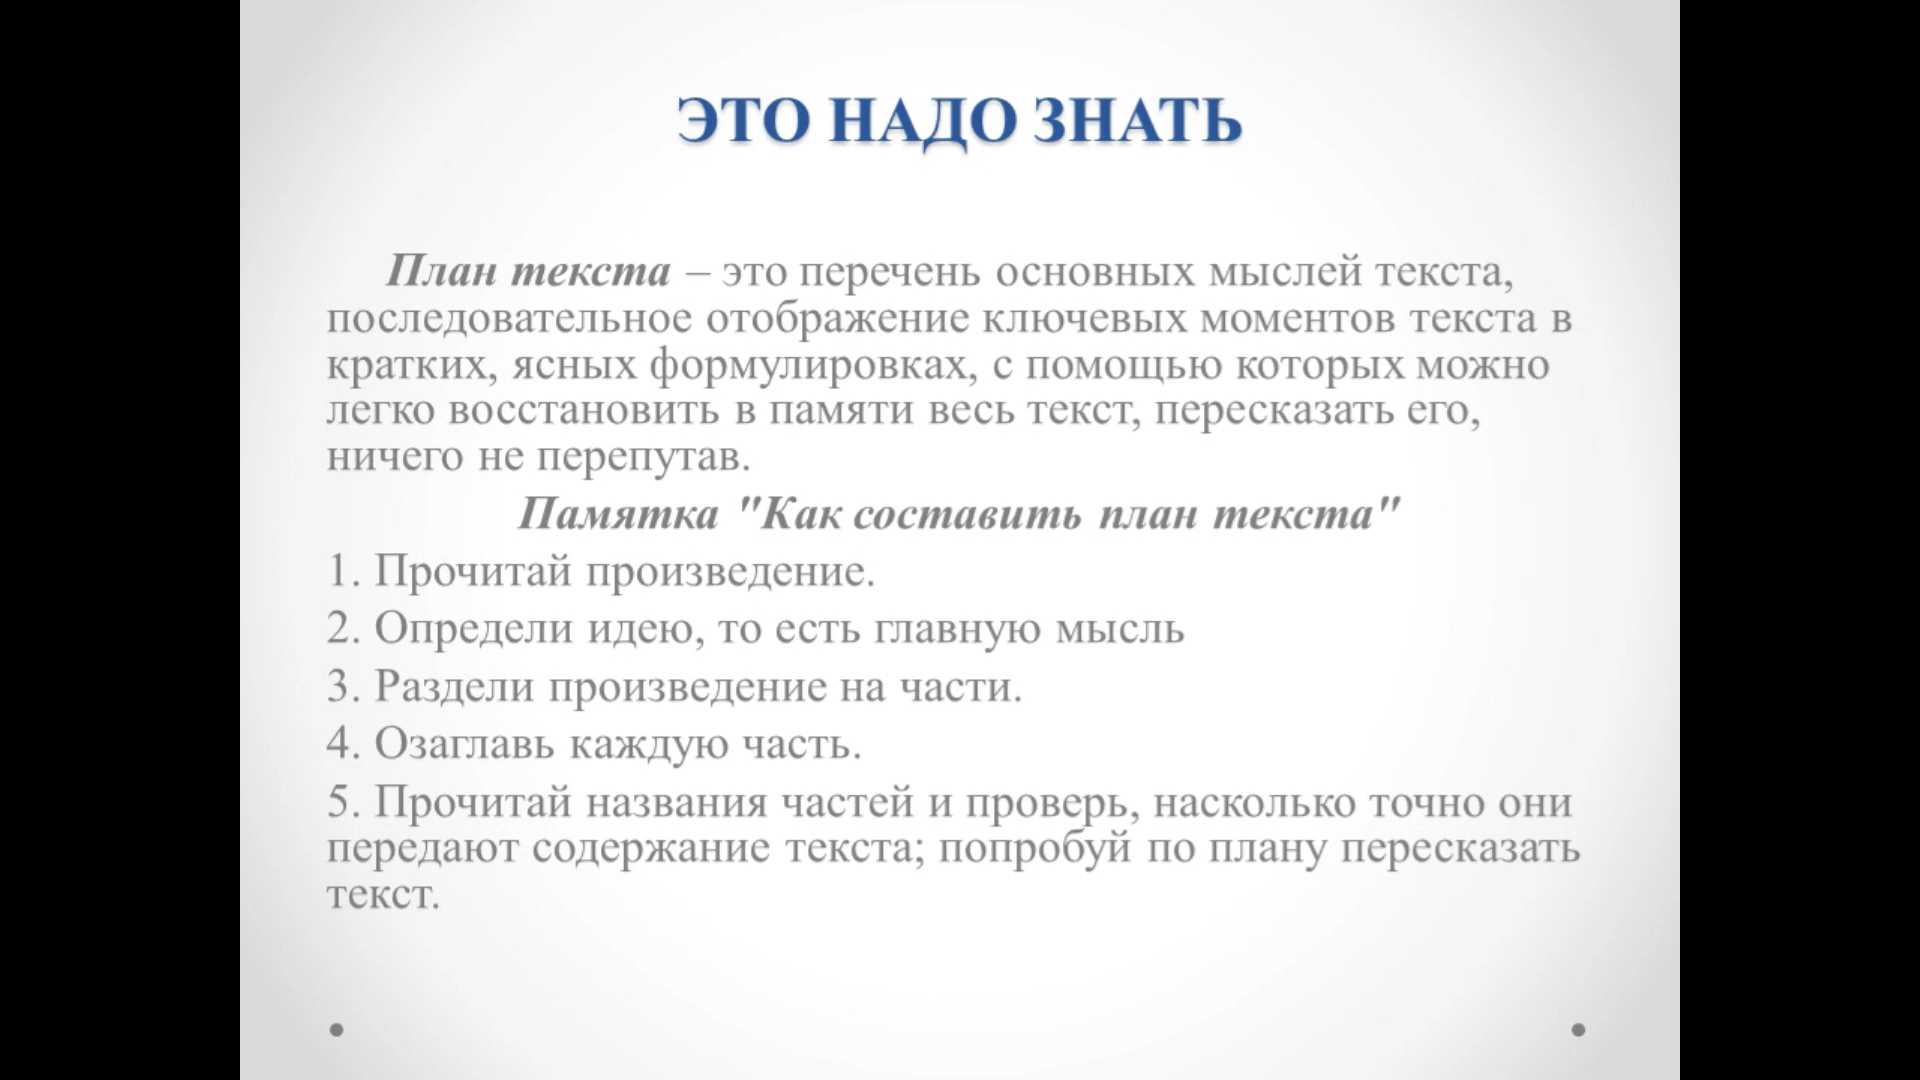 ЭТО НАДО ЗНАТЬ
План текста – это перечень основных мыслей текста,
последовательное отображение ключевых моментов текста в
кратких, ясных формулировках, с помощью которых можно
легко восстановить в памяти весь текст, пересказать его,
ничего не перепутав.
Памятка "Как составить план текста"
1. Прочитай произведение.
2. Определи идею, то есть главную мысль
3. Раздели произведение на части.
4. Озаглавь каждую часть.
5. Прочитай названия частей и проверь, насколько точно они
передают содержание текста; попробуй по плану пересказать
текст.